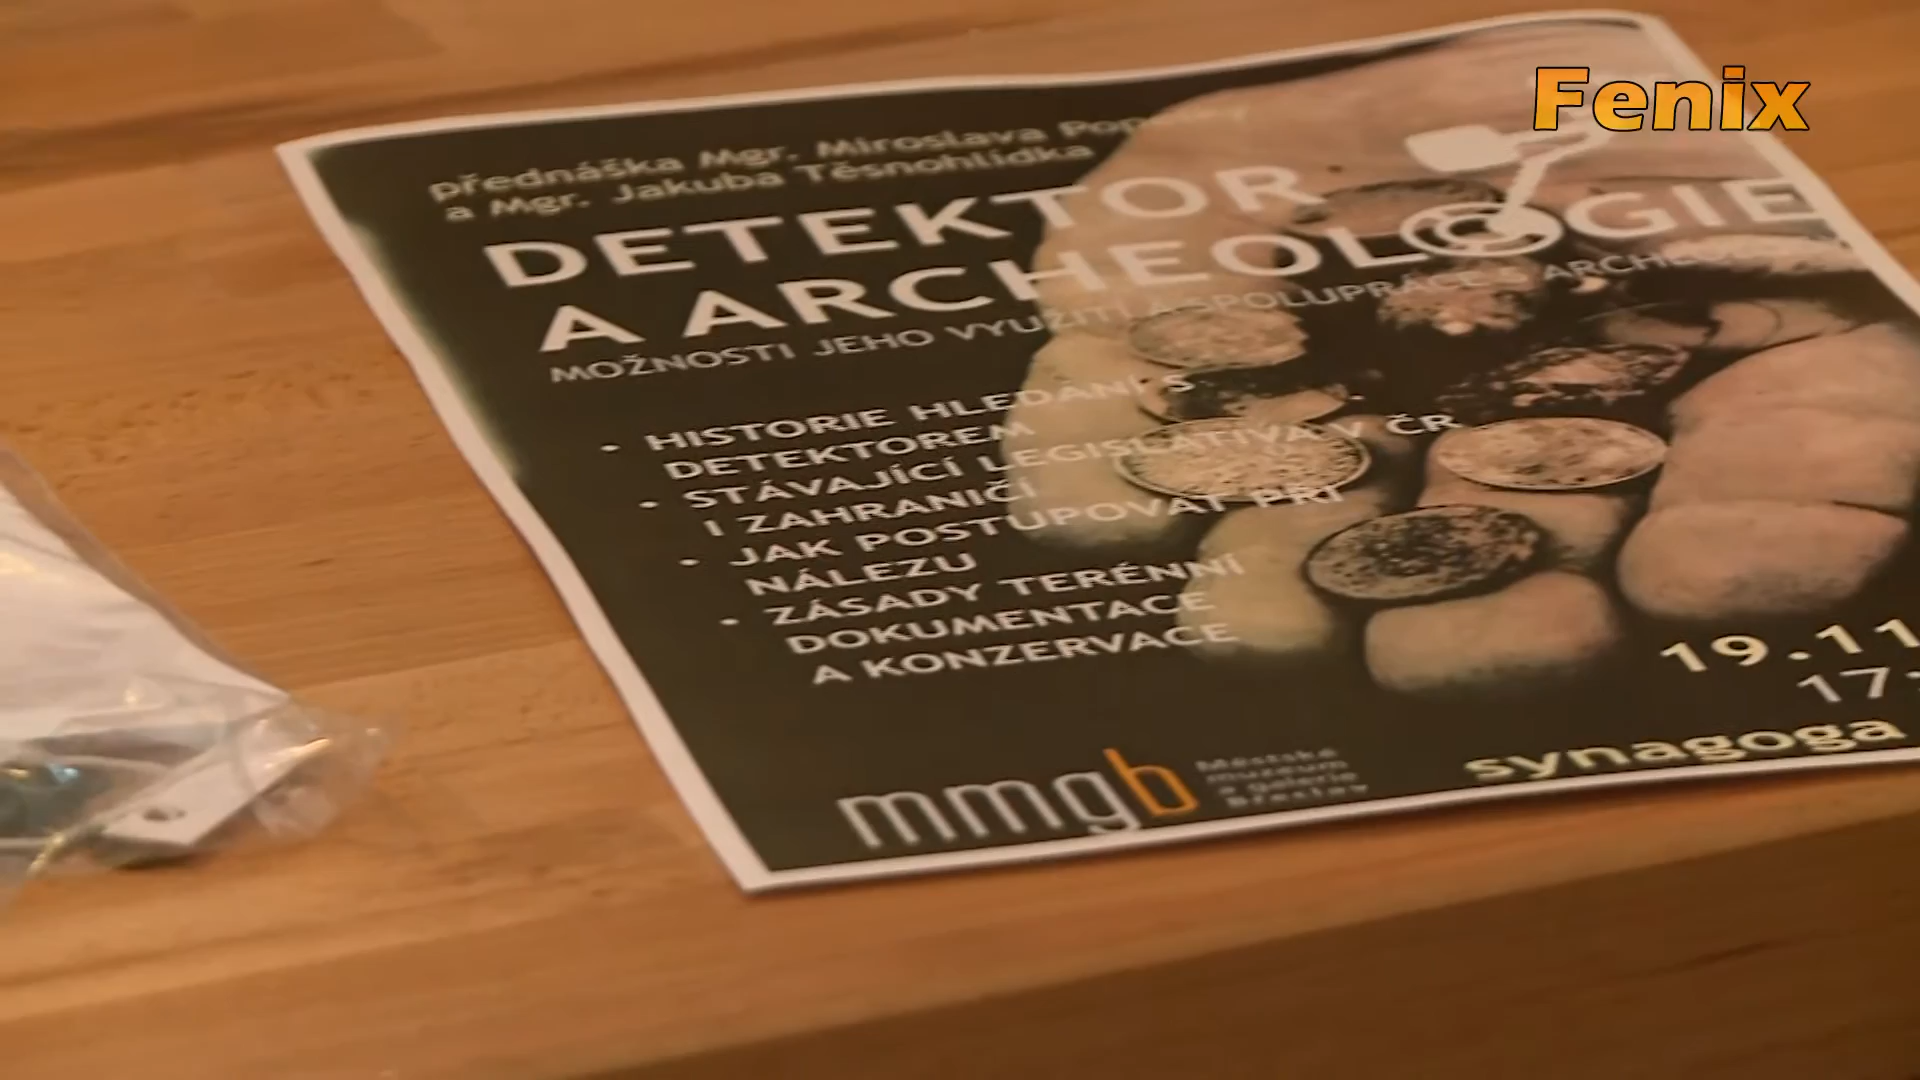 Fenix
přednáška Mgr. Miroslava
a Mgr. Jakuba Těsnohlídka
DETEKTOR
A ARCHEOLOGIE
MOŽNOSTI JEHO VYUŽITÍ A SPOLUPRÁCE S
• HISTORIE HLEDÁNÍ S
DETEKTOREM
• STÁVAJÍCÍ LEGISLATIVA V ČR
I ZAHRANIČÍ
• JAK POSTUPOVAT PŘI
NÁLEZU
• ZÁSADY TERÉNNÍ
DOKUMENTACE
A KONZERVACE
19.11
17:
synagoga
mmgb
Městské
muzeum
a galerie
Břeclav